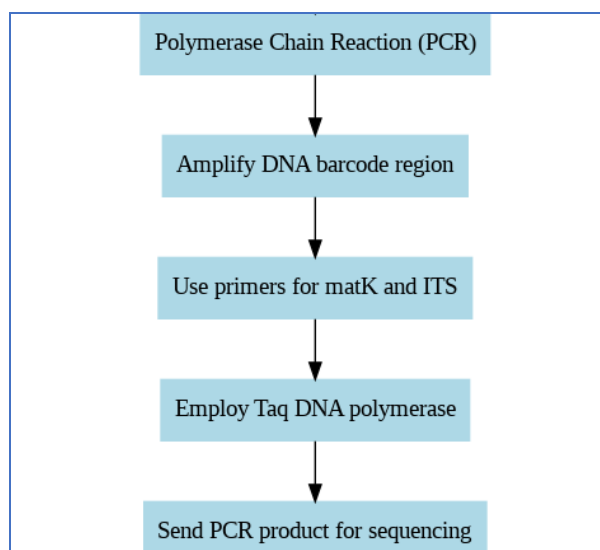 Polymerase Chain Reaction (PCR)
Amplify DNA barcode region
Use primers for matK and ITS
Employ Taq DNA polymerase
Send PCR product for sequencing